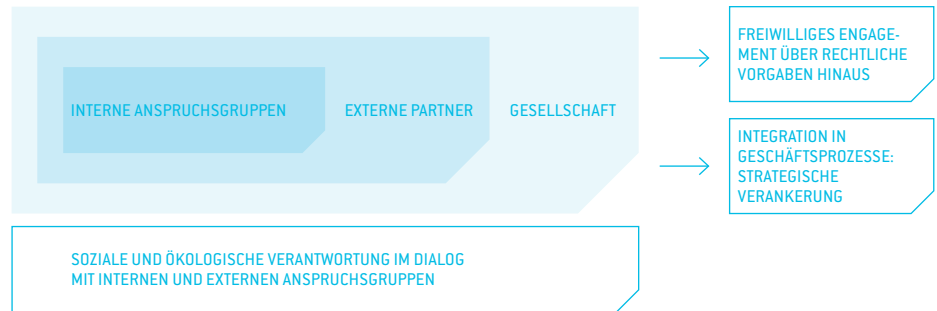 INTERNE ANSPRUCHSGRUPPEN
EXTERNE PARTNER
GESELLSCHAFT
FREIWILLIGES ENGAGE-
MENT ÜBER RECHTLICHE
VORGABEN HINAUS
INTEGRATION IN
GESCHÄFTSPROZESSE:
STRATEGISCHE
VERANKERUNG
SOZIALE UND ÖKOLOGISCHE VERANTWORTUNG IM DIALOG
MIT INTERNEN UND EXTERNEN ANSPRUCHSGRUPPEN